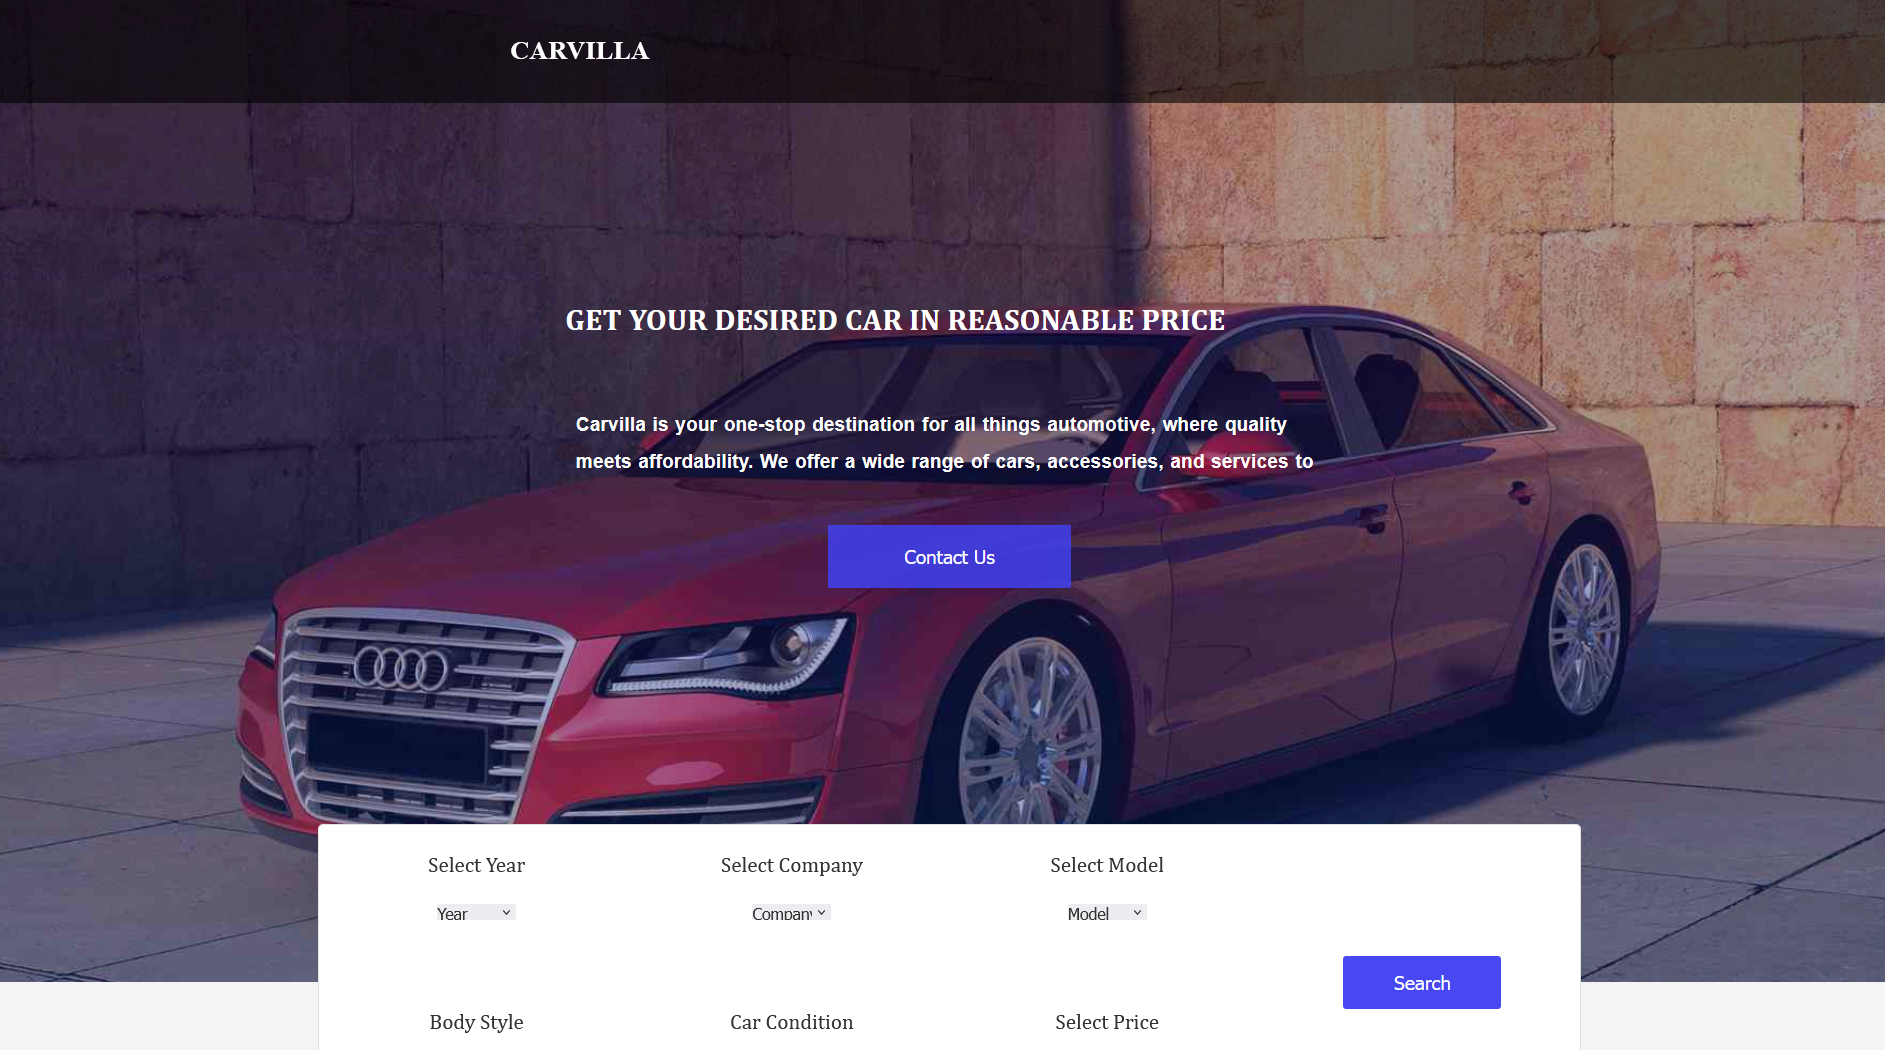 CARVILLA
GET YOUR DESIRED CAR IN REASONABLE PRICE
Carvilla is your one-stop destination for all things automotive, where quality
meets affordability. We offer a wide range of cars, accessories, and services to
Contact Us
Select Year
Select Company
Select Model
Year
Company
Model
Search
Body Style
Car Condition
Select Price